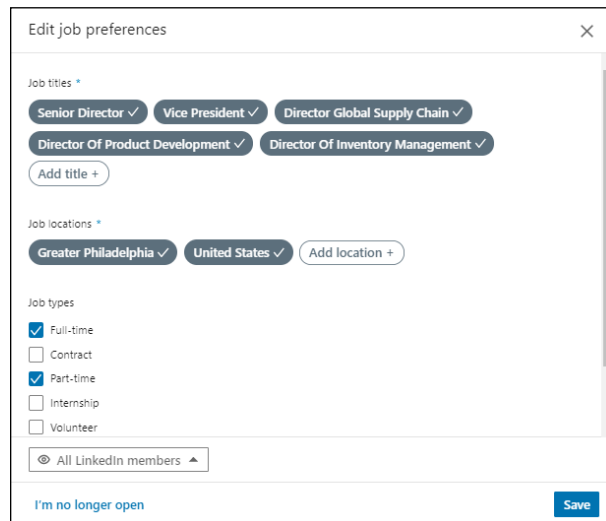 Edit job preferences
Job titles *
Senior Director ✓ Vice President ✓ Director Global Supply Chain ✓
Director Of Product Development ✓ Director Of Inventory Management ✓
Add title +
Job locations *
Greater Philadelphia ✓ United States ✓ Add location +
Job types
Full-time
Contract
Part-time
Internship
Volunteer
All LinkedIn members
I'm no longer open Save